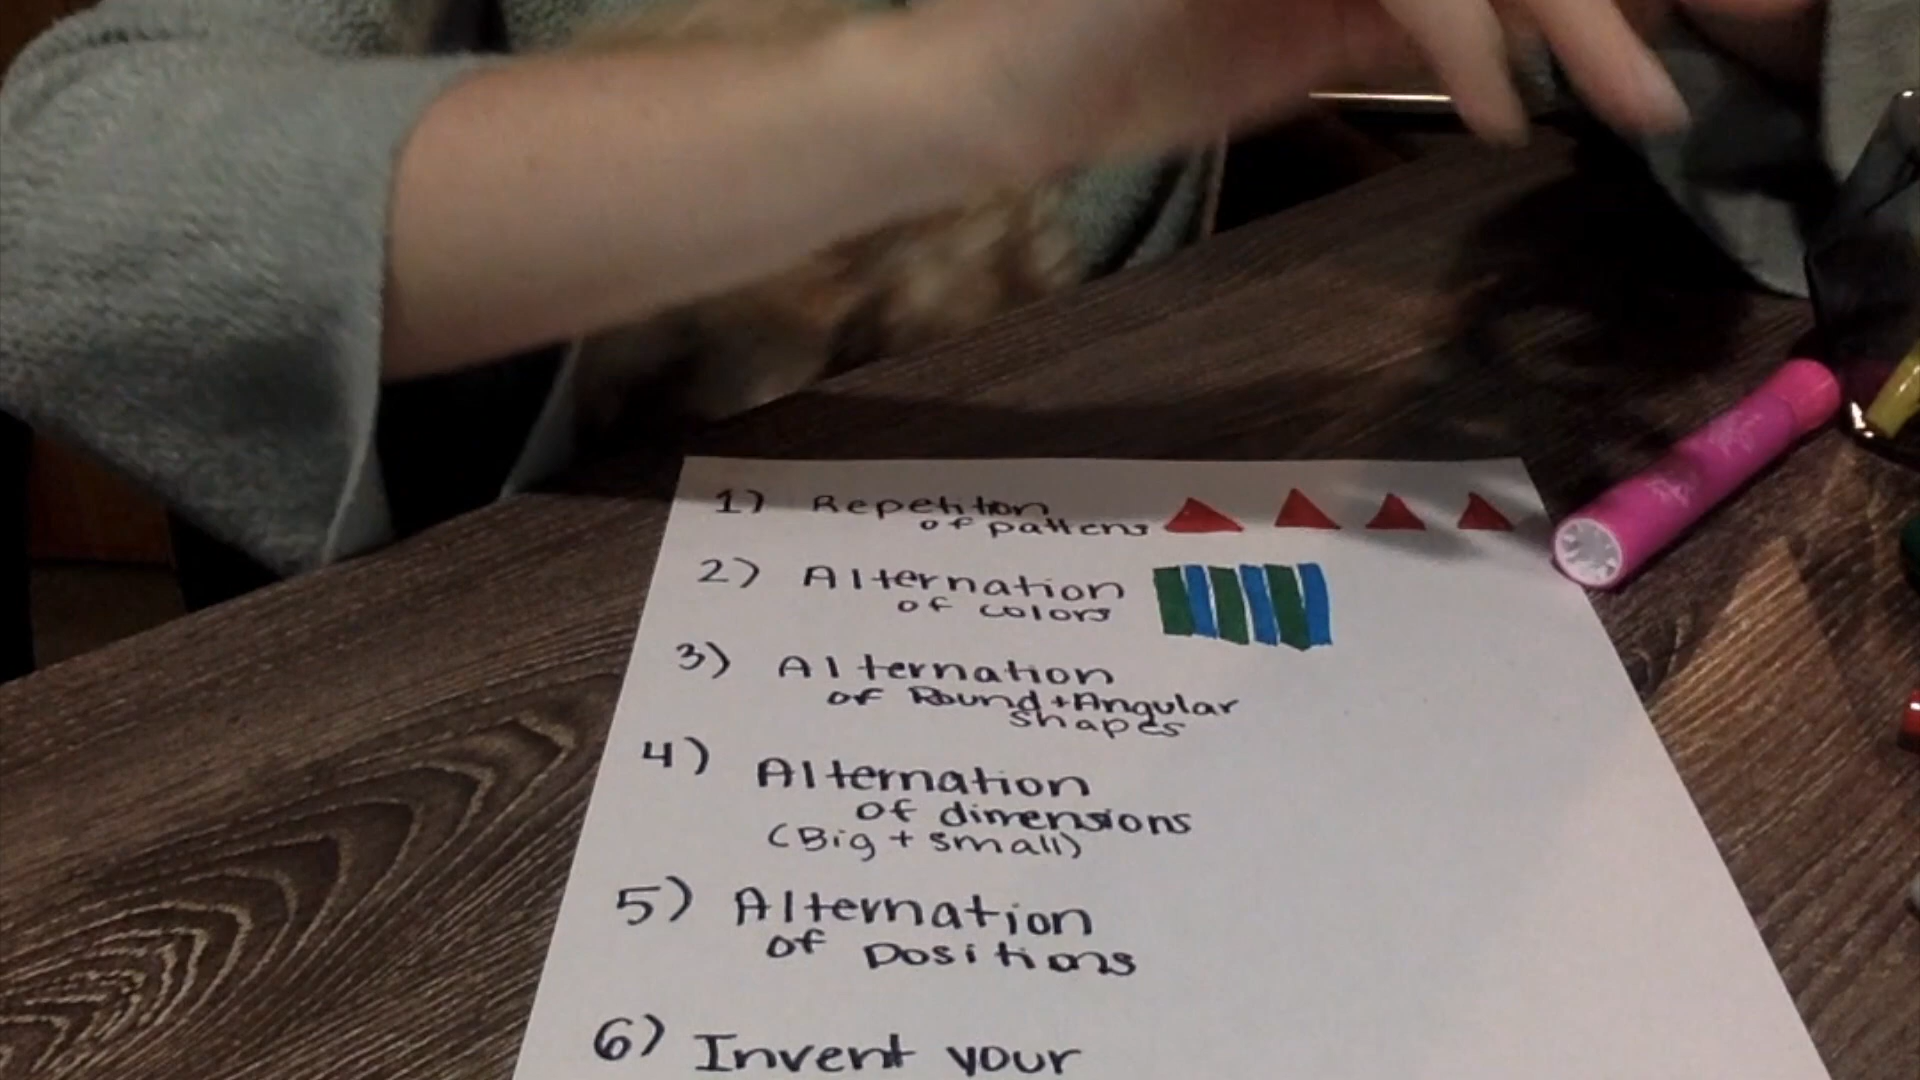 1) Repetition
of pattens
2) Alternation
of colors
3) Alternation
of Round + Angular
shapes
4) Alternation
of dimensions
(Big + small)
5) Alternation
of Positions
6) Invent your